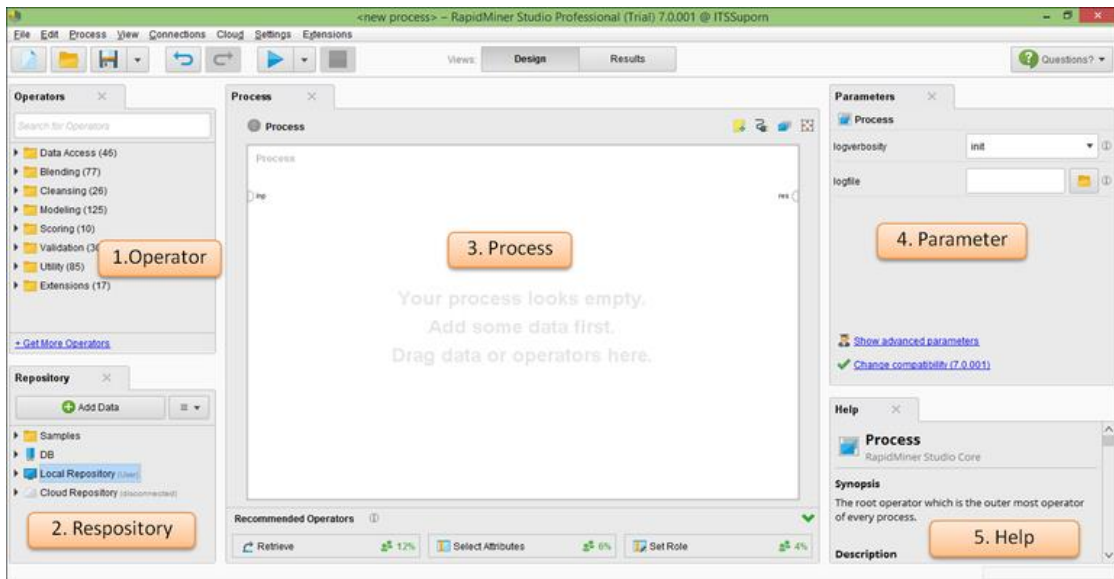 <new process> – RapidMiner Studio Professional (Trial) 7.0.001 @ ITSSuporn
File Edit Process View Connections Cloud Settings Extensions
Views: Design Results
Questions?
Operators
Search for Operators
Data Access (46)
Blending (77)
Cleansing (26)
Modeling (125)
Scoring (10)
Validation (30
Utility (85)
Extensions (17)
1.Operator
+ Get More Operators
Repository
Add Data
Samples
DB
Local Repository (User)
Cloud Repository (disconnected)
2. Respository
Process
Process
Process
inp
res
3. Process
Your process looks empty.
Add some data first.
Drag data or operators here.
Recommended Operators
Retrieve 12%
Select Attributes 6%
Set Role 4%
Parameters
Process
logverbosity init
logfile
4. Parameter
Show advanced parameters
Change compatibility (7.0.001)
Help
Process
RapidMiner Studio Core
Synopsis
The root operator which is the outer most operator
of every process.
5. Help
Description